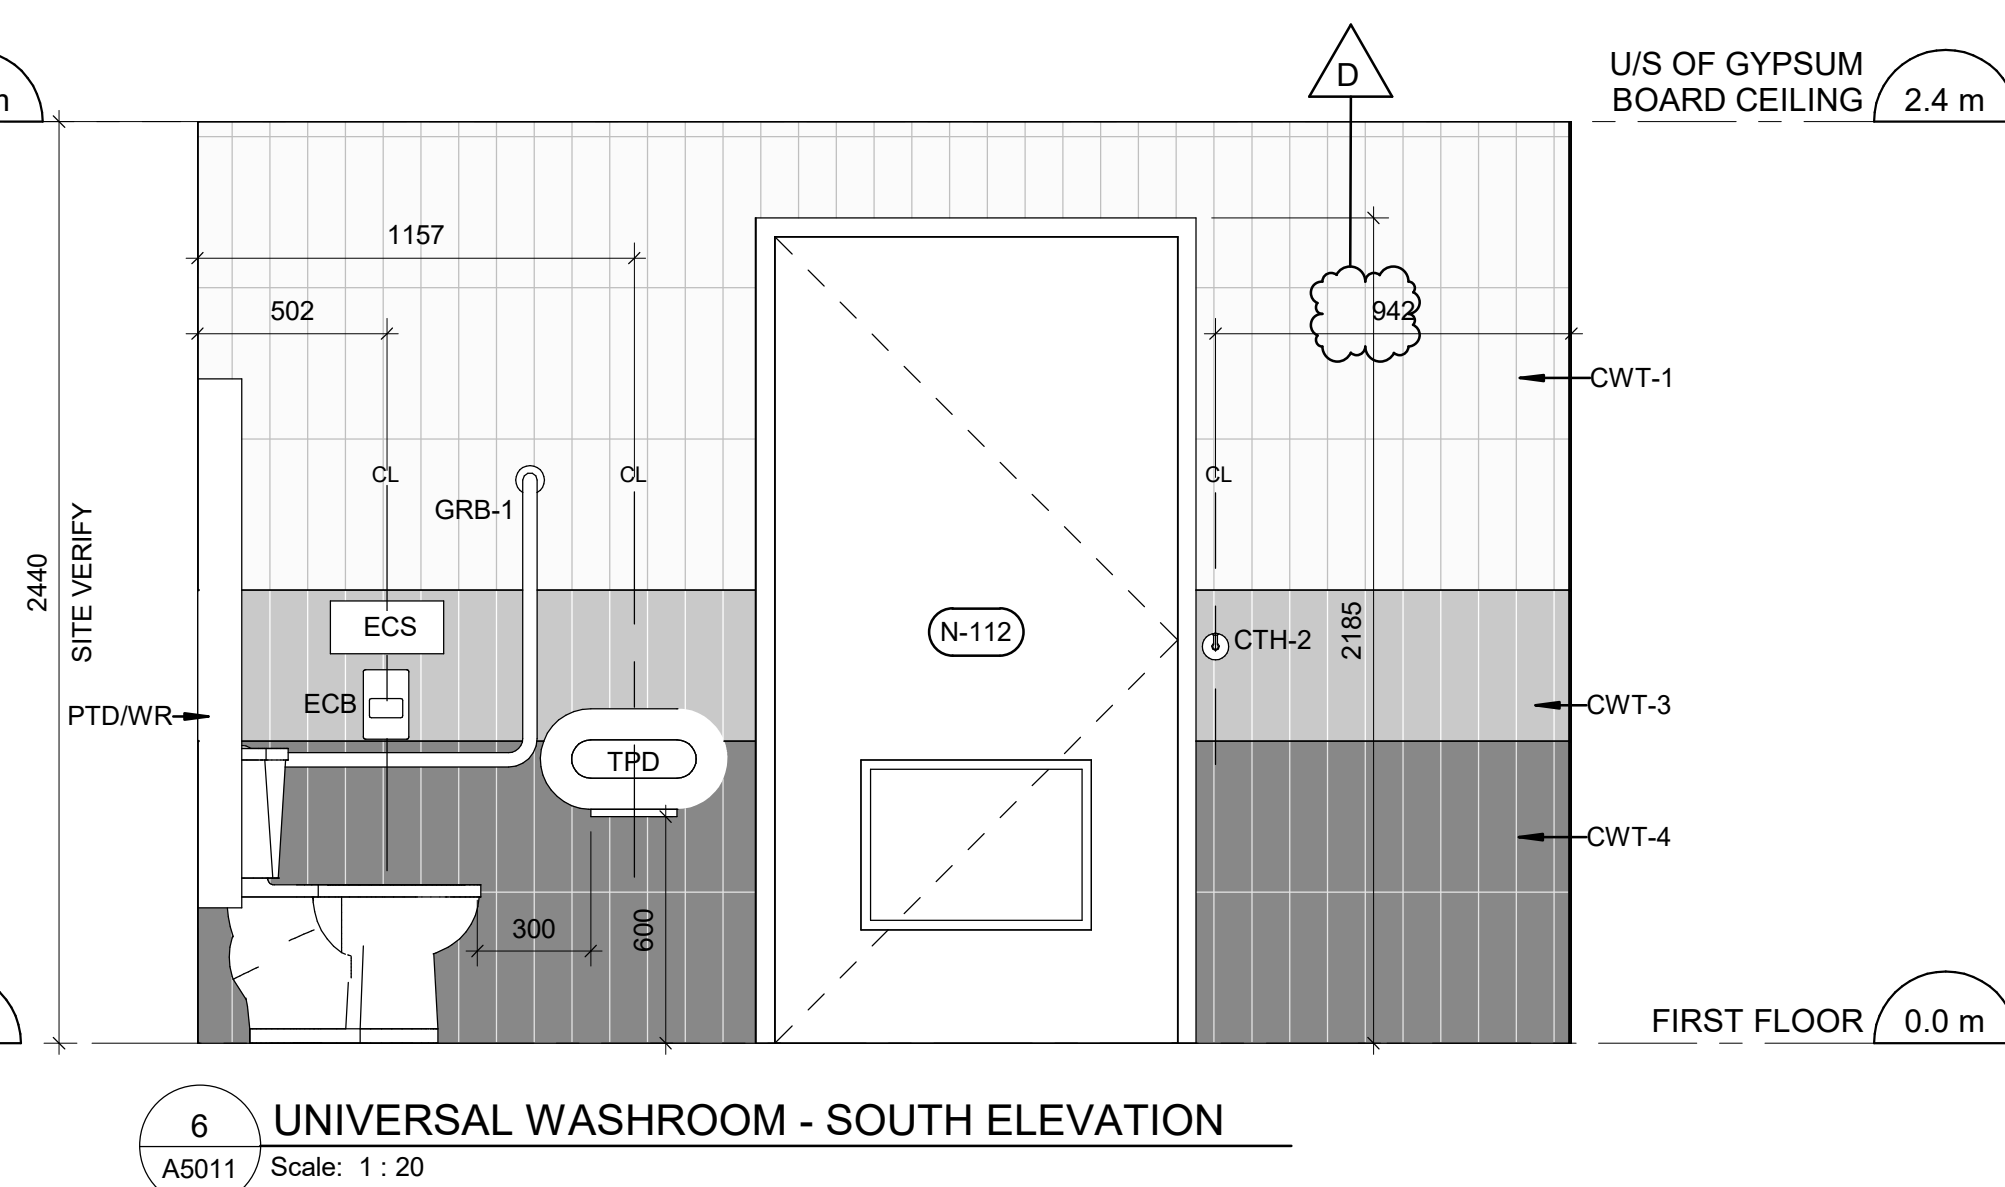 D
U/S OF GYPSUM
BOARD CEILING
2.4 m
m
1157
502
942
CWT-1
CL
CL
CL
GRB-1
2440
SITE VERIFY
ECS
N-112
CTH-2
2185
ECB
PTD/WR
CWT-3
TPD
CWT-4
300
600
FIRST FLOOR
0.0 m
6
UNIVERSAL WASHROOM - SOUTH ELEVATION
A5011
Scale: 1 : 20